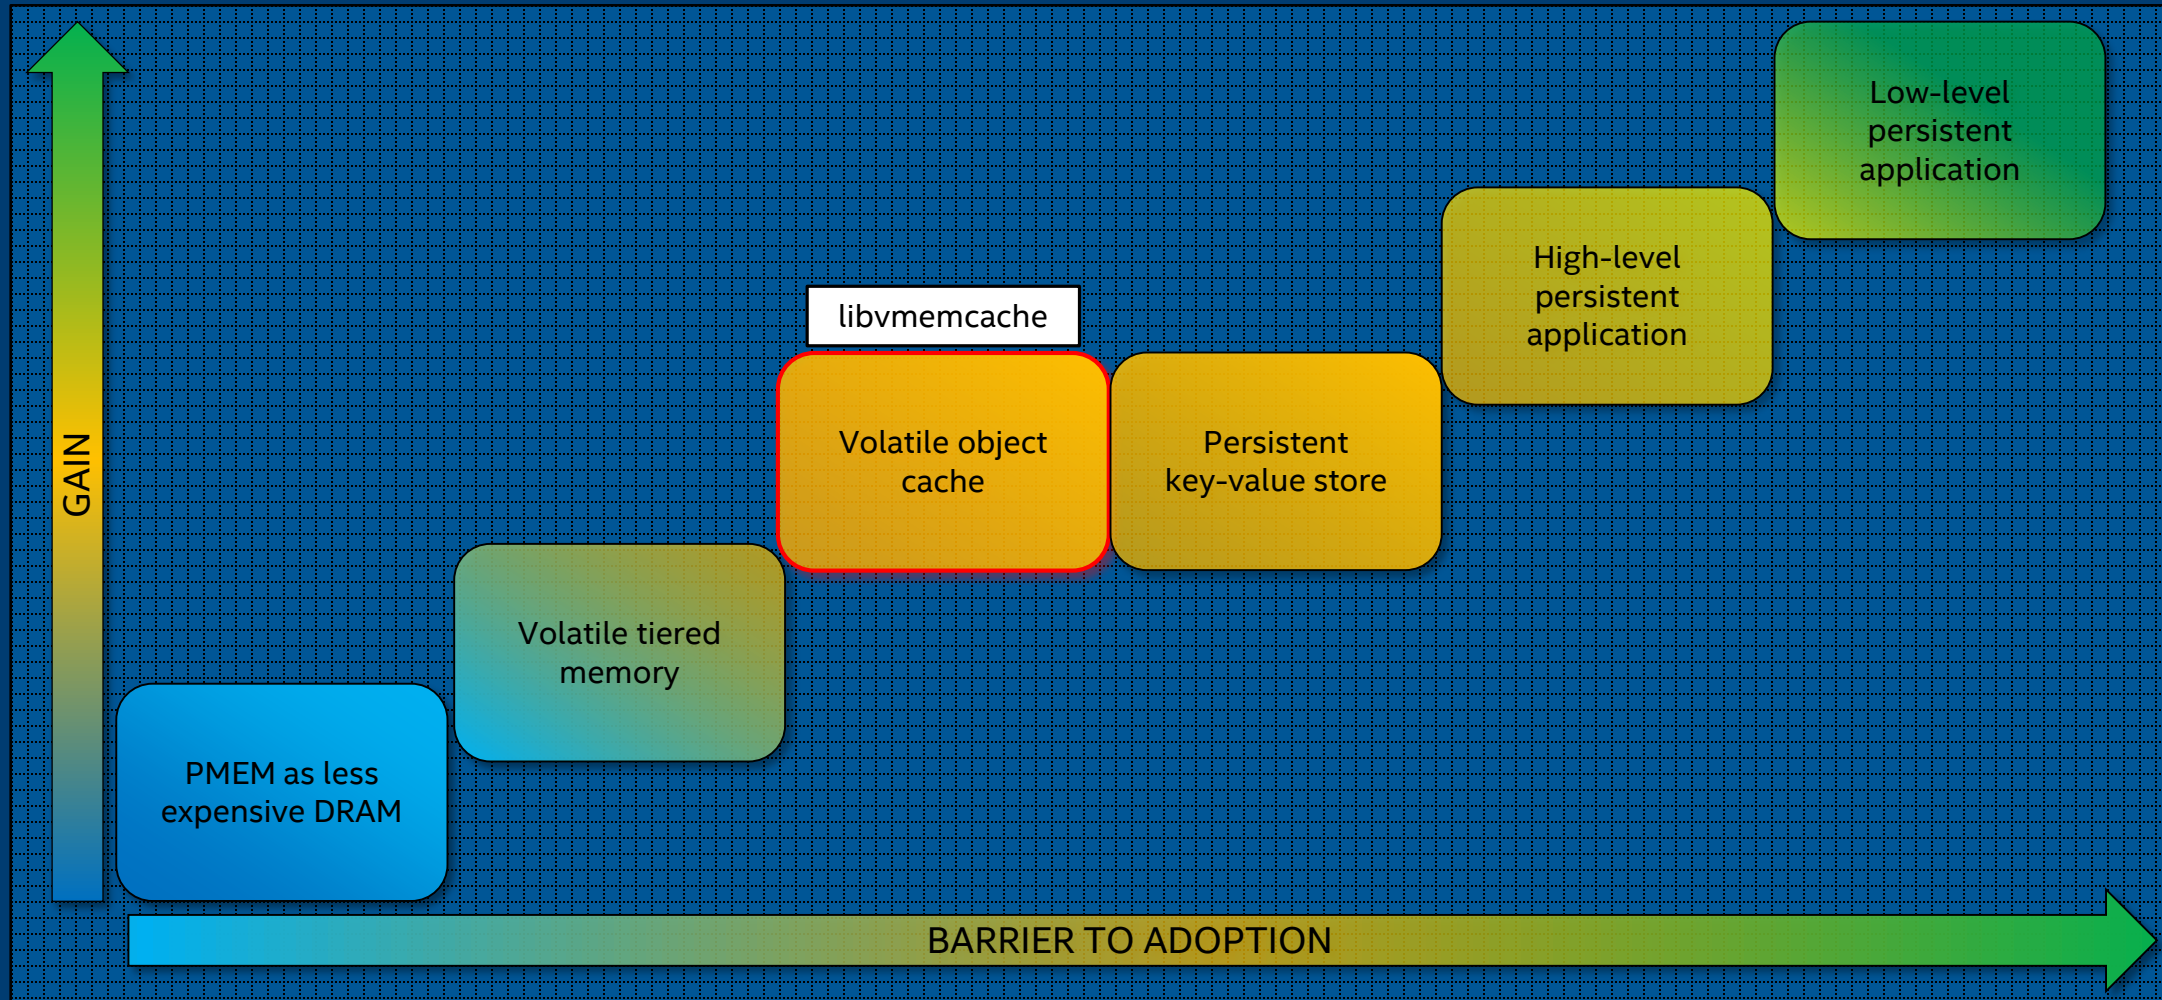 Low-level
persistent
application
High-level
persistent
application
libvmemcache
Volatile object
cache
Persistent
key-value store
GAIN
Volatile tiered
memory
PMEM as less
expensive DRAM
BARRIER TO ADOPTION